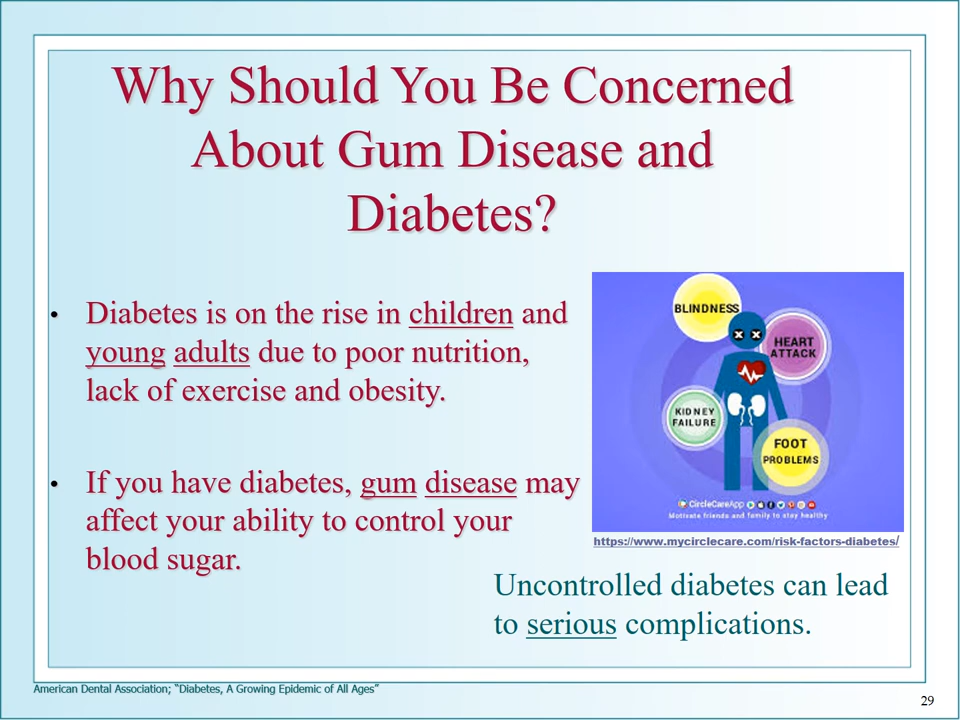 Why Should You Be Concerned
About Gum Disease and
Diabetes?
• Diabetes is on the rise in children and
young adults due to poor nutrition,
lack of exercise and obesity.
• If you have diabetes, gum disease may
affect your ability to control your
blood sugar.
BLINDNESS
HEART
ATTACK
KIDNEY
FAILURE
FOOT
PROBLEMS
CircleCareApp
Motivate friends and family to stay healthy
https://www.mycirclecare.com/risk-factors-diabetes/
Uncontrolled diabetes can lead
to serious complications.
American Dental Association; “Diabetes, A Growing Epidemic of All Ages”
29